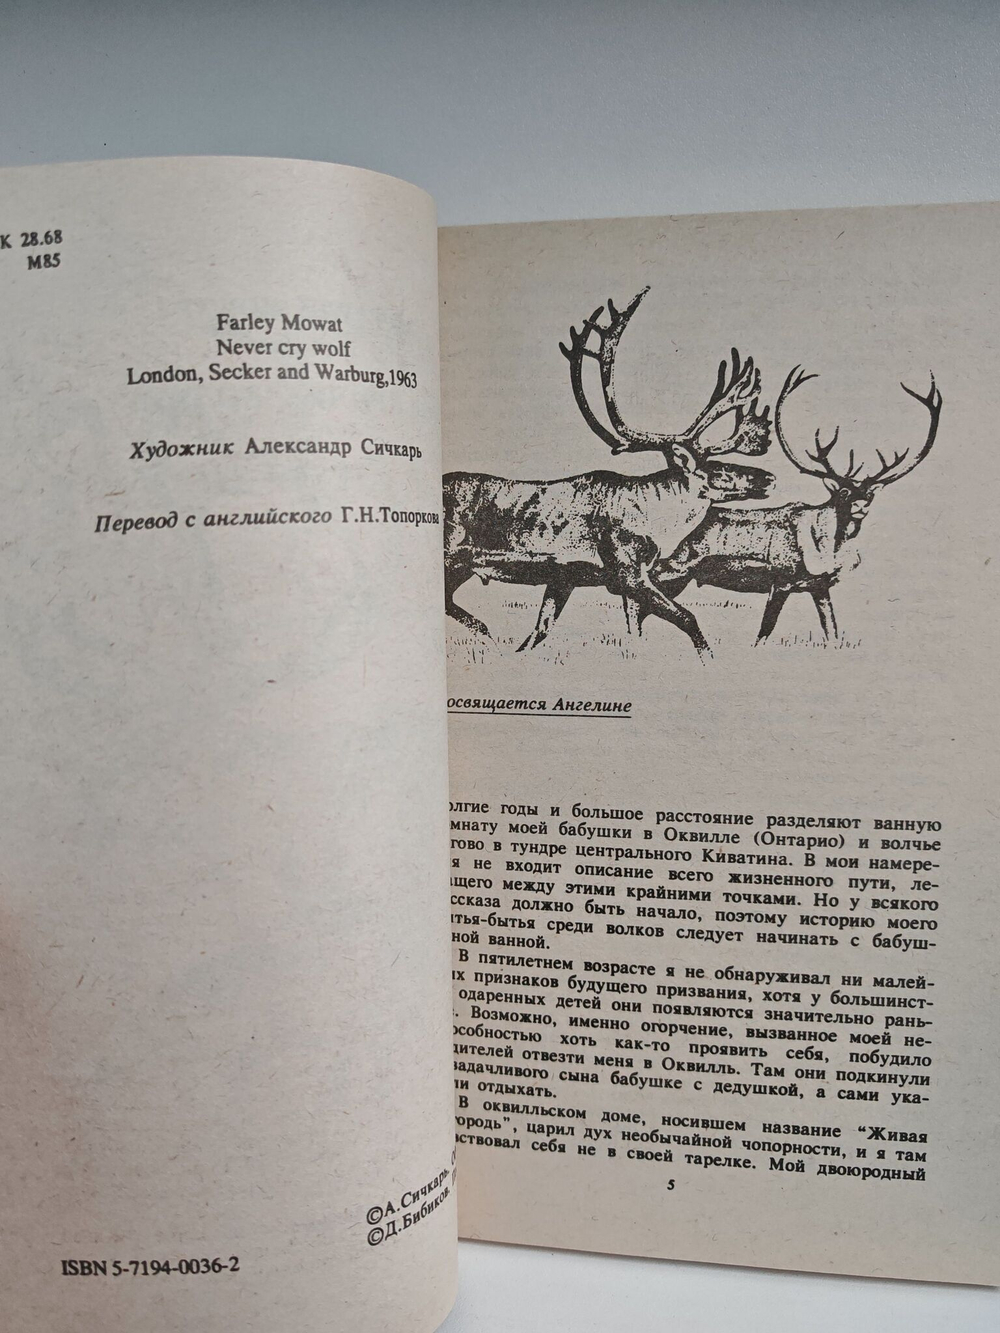 К 28.68
М85
Farley Mowat
Never cry wolf
London, Secker and Warburg,1963
Художник Александр Сичкарь
Перевод с английского Г.Н.Топоркова
©А.Сичкарь,
©Д.Бибиков,
ISBN 5-7194-0036-2
освящается Ангелине
олгие годы и большое расстояние разделяют ванную
мнату моей бабушки в Оквилле (Онтарио) и волчье
гово в тундре центрального Киватина. В мои намере-
я не входит описание всего жизненного пути, ле-
ащего между этими крайними точками. Но у всякого
ссказа должно быть начало, поэтому историю моего
тья-бытья среди волков следует начинать с бабуш-
ной ванной.
В пятилетнем возрасте я не обнаруживал ни малей-
х признаков будущего призвания, хотя у большинст-
одаренных детей они появляются значительно рань-
. Возможно, именно огорчение, вызванное моей не-
особностью хоть как-то проявить себя, побудило
дителей отвезти меня в Оквилль. Там они подкинули
задачливого сына бабушке с дедушкой, а сами ука-
ли отдыхать.
В оквилльском доме, носившем название “Живая
городь”, царил дух необычайной чопорности, и я там
вствовал себя не в своей тарелке. Мой двоюродный
5